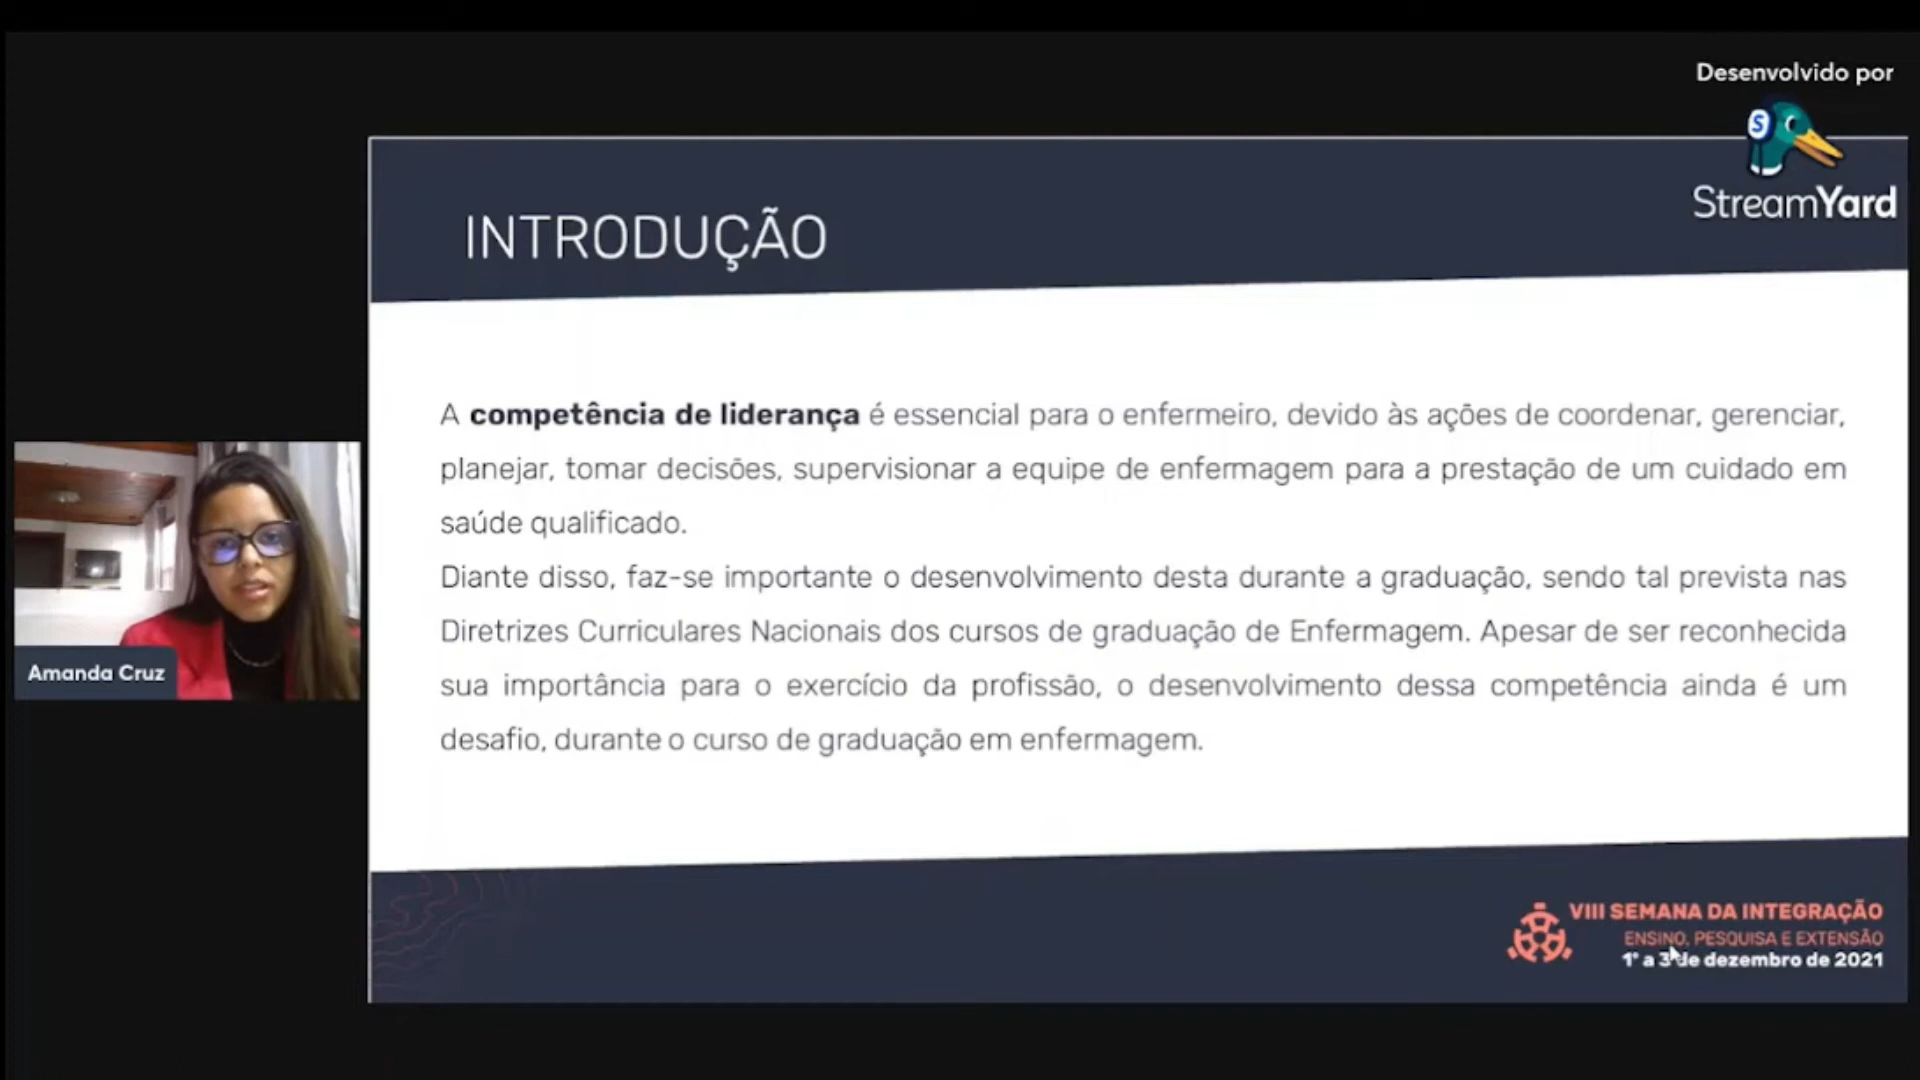 Desenvolvido por
S
StreamYard
INTRODUÇÃO
A competência de liderança é essencial para o enfermeiro, devido às ações de coordenar, gerenciar,
planejar, tomar decisões, supervisionar a equipe de enfermagem para a prestação de um cuidado em
saúde qualificado.
Diante disso, faz-se importante o desenvolvimento desta durante a graduação, sendo tal prevista nas
Diretrizes Curriculares Nacionais dos cursos de graduação de Enfermagem. Apesar de ser reconhecida
sua importância para o exercício da profissão, o desenvolvimento dessa competência ainda é um
desafio, durante o curso de graduação em enfermagem.
Amanda Cruz
VIII SEMANA DA INTEGRAÇÃO
ENSINO, PESQUISA E EXTENSÃO
1º a 3 de dezembro de 2021